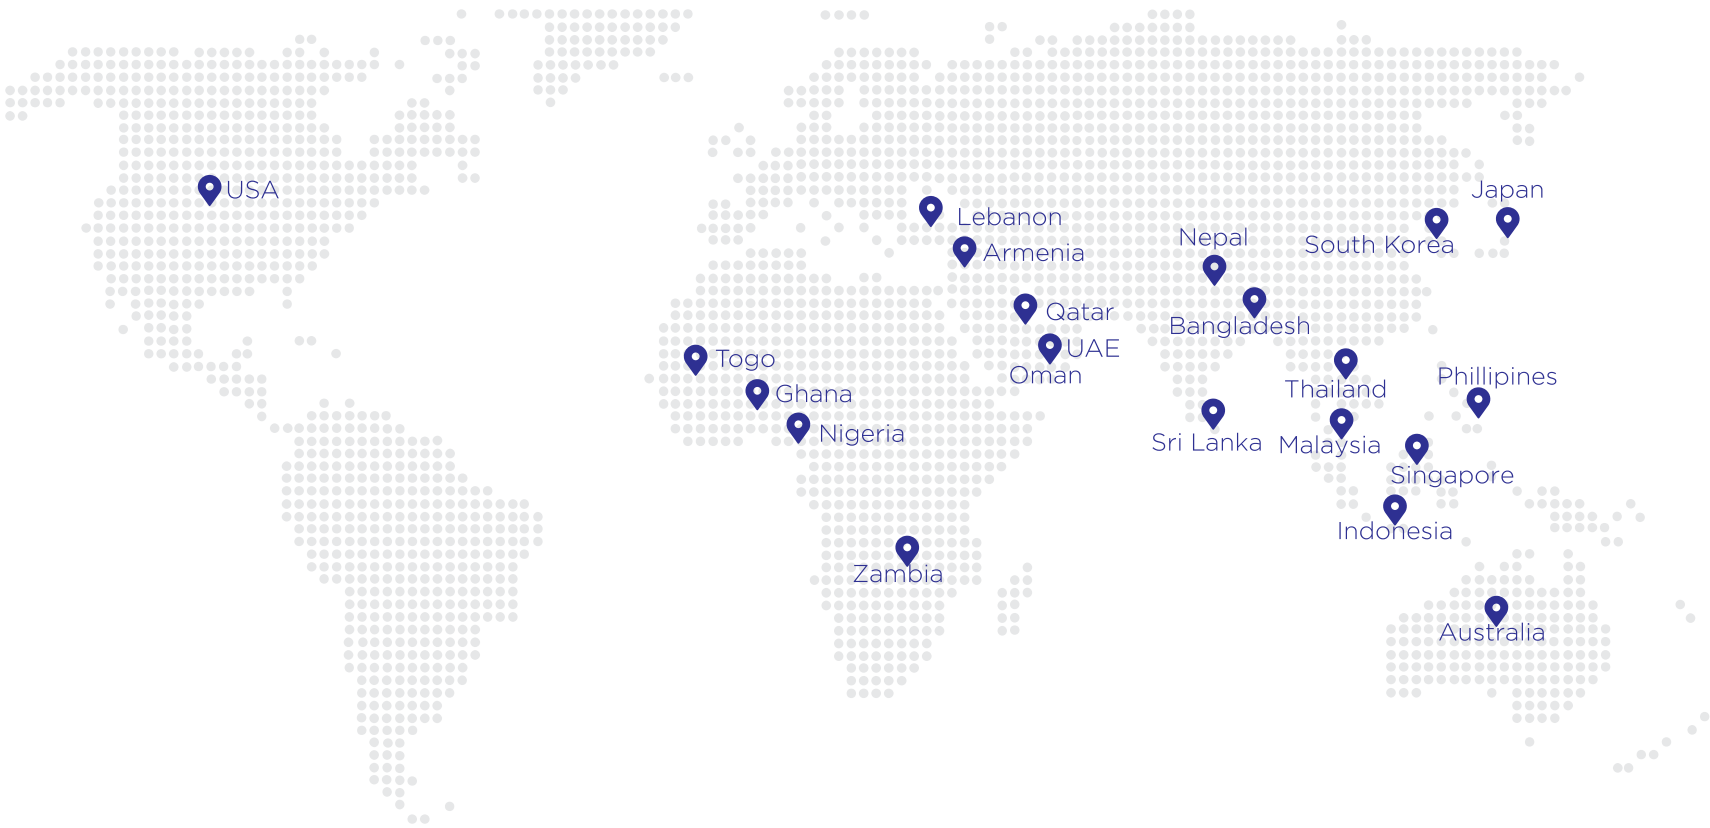 USA
Japan
Lebanon
Nepal
South Korea
Armenia
Qatar
Bangladesh
UAE
Togo
Oman
Phillipines
Thailand
Ghana
Nigeria
Sri Lanka
Malaysia
Singapore
Indonesia
Zambia
Australia